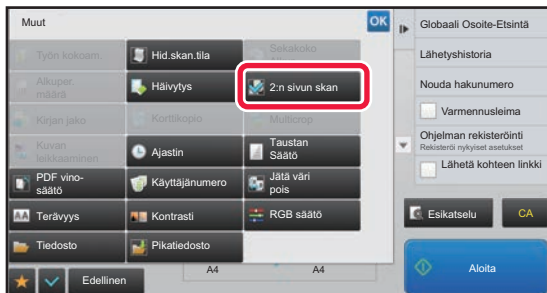 Muut
OK
Työn kokoam.
Hid.skan.tila
Sekakoko
Alkuper.
määrä
Häivytys
2:n sivun skan
Kirjan jako
Korttikopio
Multicrop
Kuvan
leikkaaminen
Ajastin
Taustan
Säätö
PDF vino-
säätö
Käyttäjänumero
Jätä väri
pois
AA
Terävyys
Kontrasti
RGB säätö
Tiedosto
Pikatiedosto
Edellinen
A4
A4
Globaali Osoite-Etsintä
Lähetyshistoria
Nouda hakunumero
Varmennusleima
Ohjelman rekisteröinti
Rekisteröi nykyiset asetukset
Lähetä kohteen linkki
Esikatselu
CA
Aloita